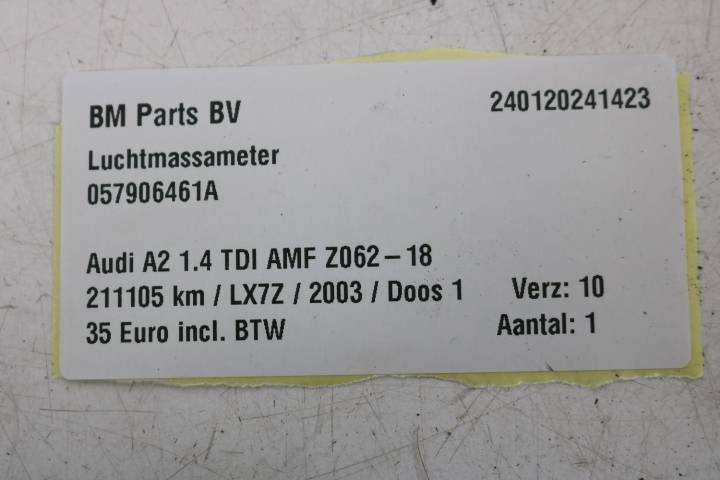 BM Parts BV 240120241423
Luchtmassameter
057906461A
Audi A2 1.4 TDI AMF Z062-18
211105 km / LX7Z / 2003 / Doos 1 Verz: 10
35 Euro incl. BTW Aantal: 1